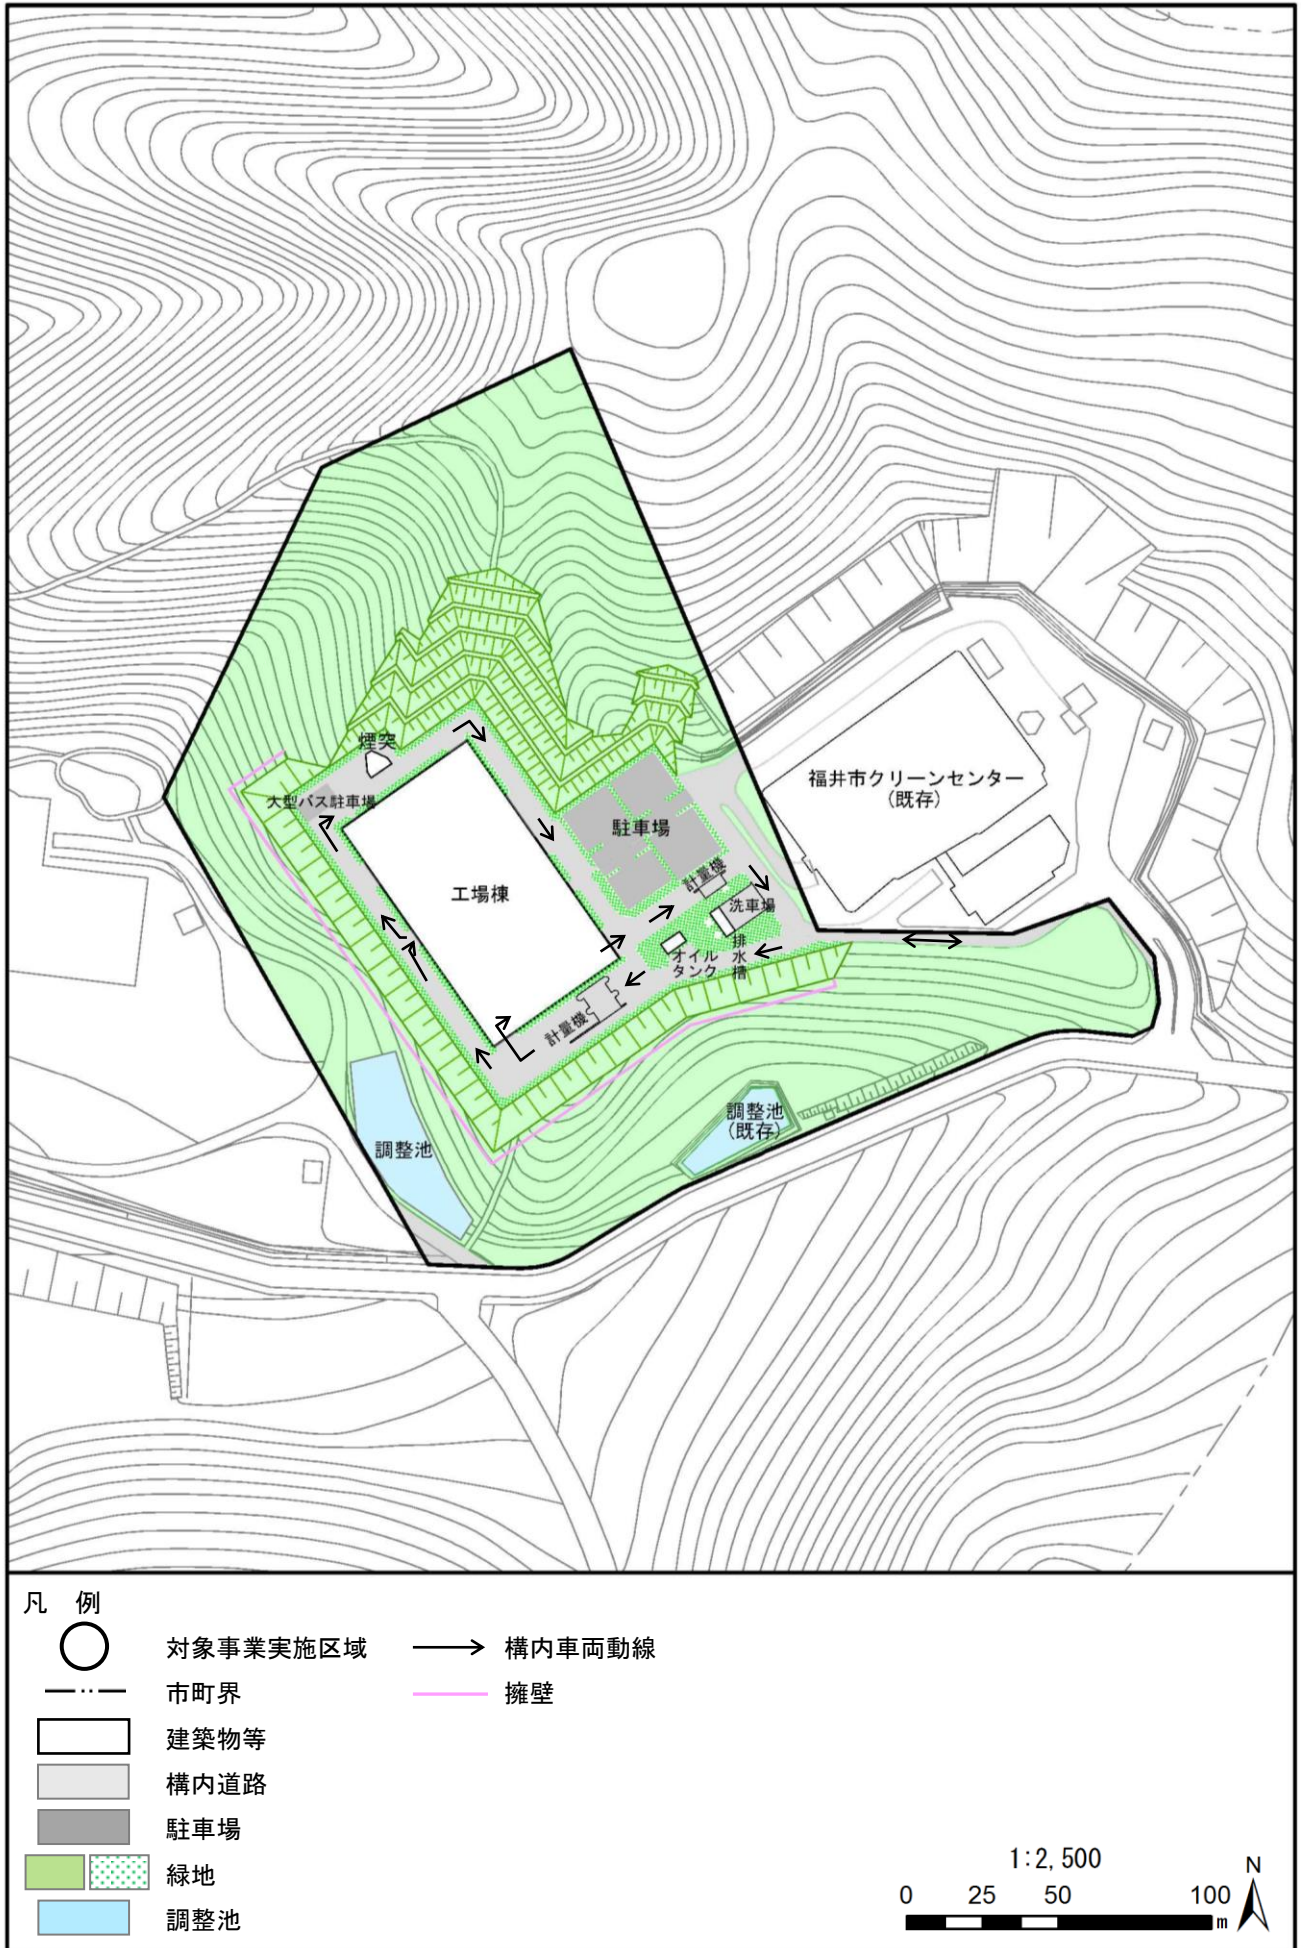 煙突
大型バス駐車場
工場棟
駐車場
計量機
洗車場
排水槽
オイル
タンク
計量機
福井市クリーンセンター
(既存)
調整池
調整池
(既存)
凡 例
対象事業実施区域
構内車両動線
市町界
擁壁
建築物等
構内道路
駐車場
緑地
調整池
1:2,500
N
0 25 50 100
m